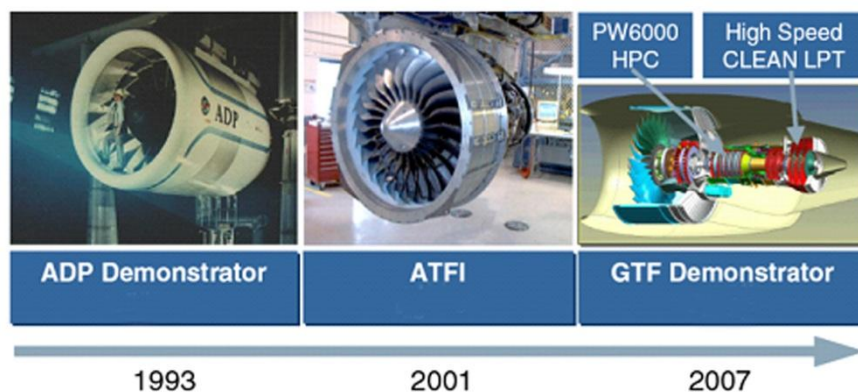 PW6000
HPC
High Speed
CLEAN LPT
ADP
ADP Demonstrator
ATFI
GTF Demonstrator
1993
2001
2007